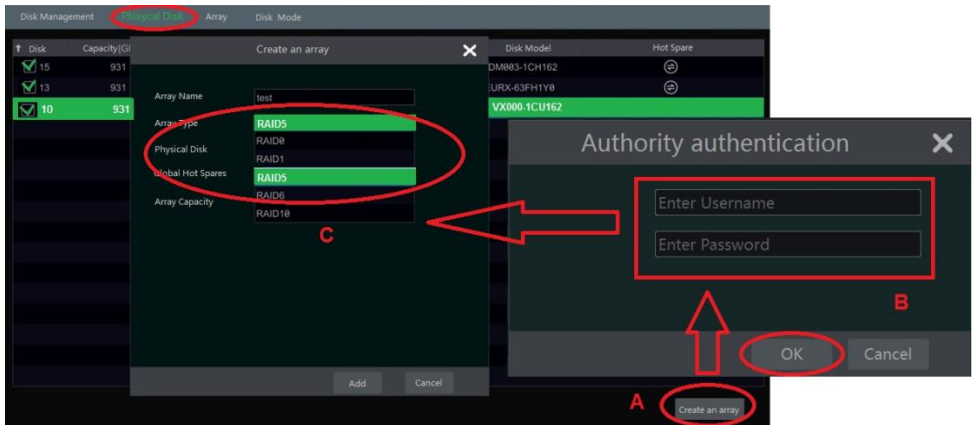 Disk Management Phisycal Disk Array Disk Mode
Disk Capacity[GB Create an array Disk Model Hot Spare
15 931 DM003-1CH162
13 931 EURX-63FH1Y0
10 931 VX000-1CU162
Array Name test
Array Type RAID5
Physical Disk RAID0
RAID1
Global Hot Spares RAID5
Array Capacity RAID6
RAID10
C
Add Cancel
Authority authentication
Enter Username
Enter Password
B
OK Cancel
A Create an array